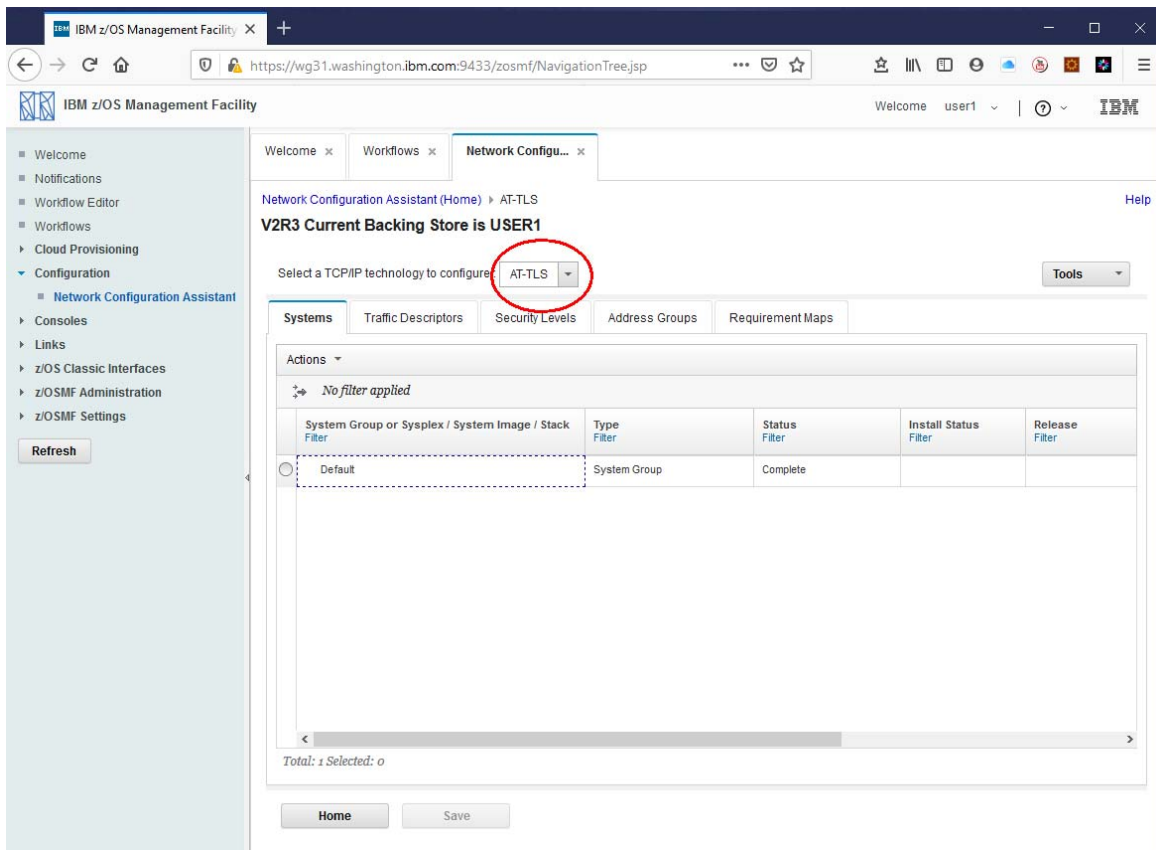 IBM IBM z/OS Management Facility
https://wg31.washington.ibm.com:9433/zosmf/NavigationTree.jsp
IBM z/OS Management Facility
Welcome user1
IBM
Welcome
Notifications
Workflow Editor
Workflows
Cloud Provisioning
Configuration
Network Configuration Assistant
Consoles
Links
z/OS Classic Interfaces
z/OSMF Administration
z/OSMF Settings
Refresh
Welcome Workflows Network Configu...
Network Configuration Assistant (Home) AT-TLS Help
V2R3 Current Backing Store is USER1
Select a TCP/IP technology to configure: AT-TLS Tools
Systems Traffic Descriptors Security Levels Address Groups Requirement Maps
Actions
No filter applied
System Group or Sysplex / System Image / Stack Type Status Install Status Release
Filter Filter Filter Filter Filter
Default System Group Complete
Total: 1 Selected: 0
Home Save